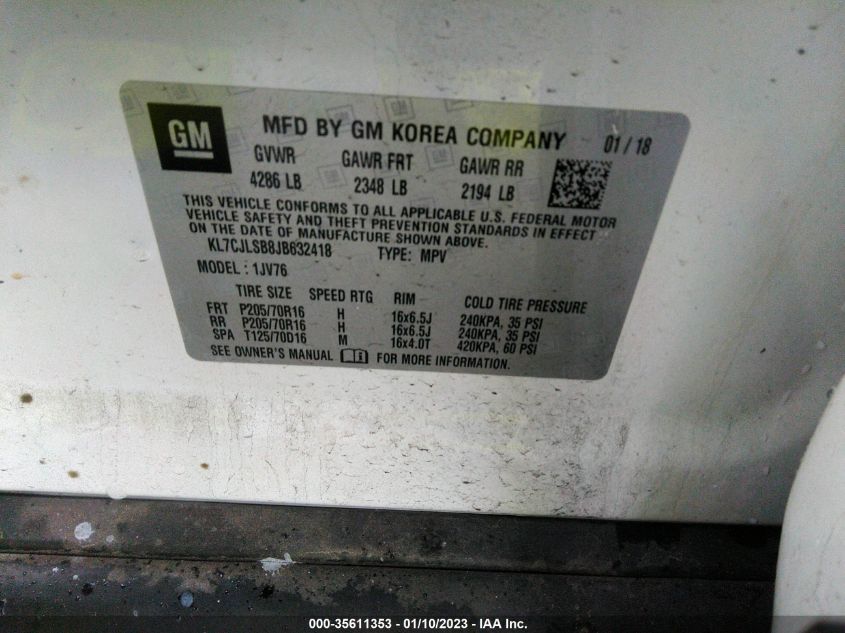 GM MFD BY GM KOREA COMPANY 01 / 18
GVWR GAWR FRT GAWR RR
4286 LB 2348 LB 2194 LB
THIS VEHICLE CONFORMS TO ALL APPLICABLE U.S. FEDERAL MOTOR
VEHICLE SAFETY AND THEFT PREVENTION STANDARDS IN EFFECT
ON THE DATE OF MANUFACTURE SHOWN ABOVE.
KL7CJLSB8JB632418 TYPE: MPV
MODEL : 1JV76
TIRE SIZE SPEED RTG RIM COLD TIRE PRESSURE
FRT P205/70R16 H 16x6.5J 240KPA, 35 PSI
RR P205/70R16 H 16x6.5J 240KPA, 35 PSI
SPA T125/70D16 M 16x4.0T 420KPA, 60 PSI
SEE OWNER'S MANUAL FOR MORE INFORMATION.
000-35611353 - 01/10/2023 - IAA Inc.